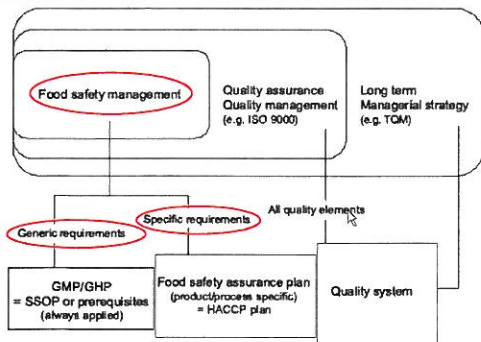 Food safety management
Quality assurance
Quality management
(e.g. ISO 9000)
Long term
Managerial strategy
(e.g. TQM)
Generic requirements
Specific requirements
All quality elements
GMP/GHP
= SSOP or prerequisites
(always applied)
Food safety assurance plan
(product/process specific)
= HACCP plan
Quality system